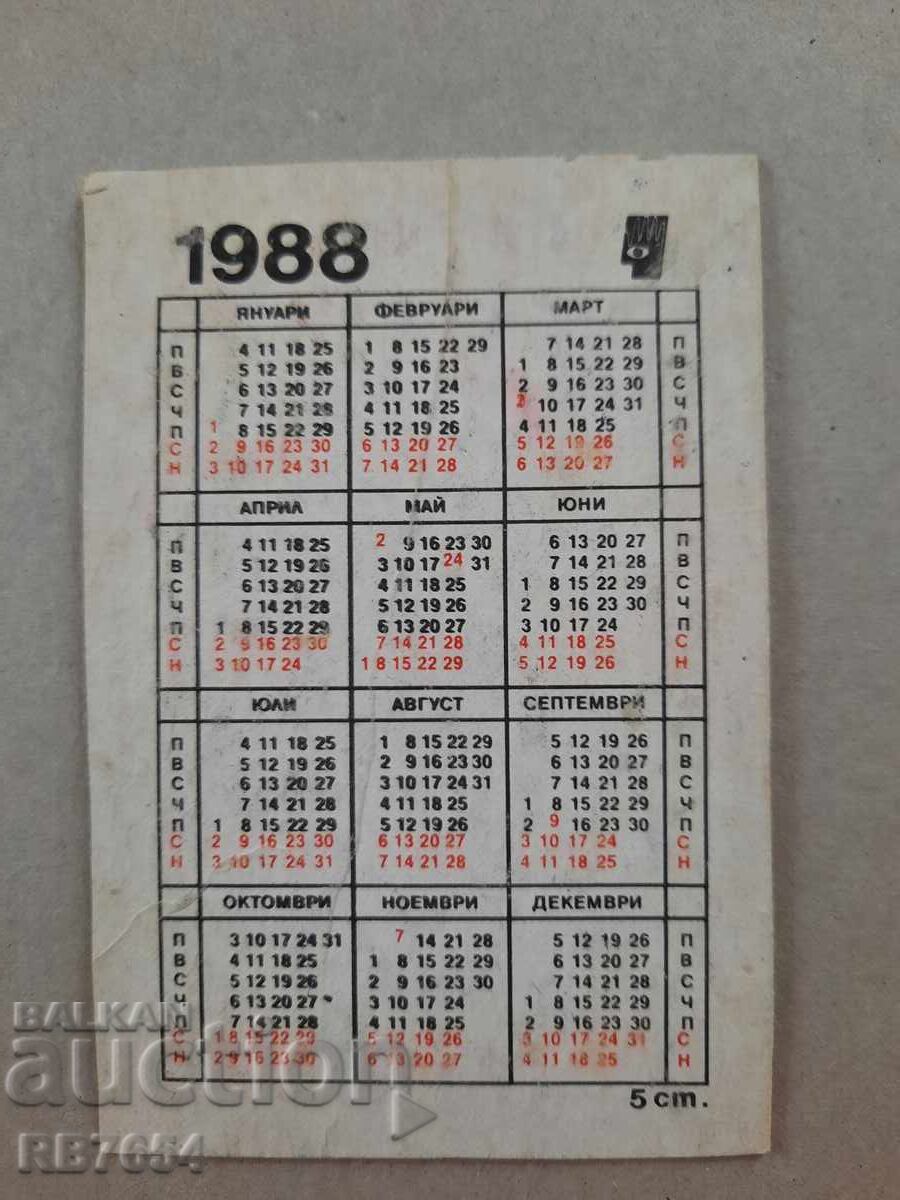 1988
ЯНУАРИ ФЕВРУАРИ МАРТ
П 4 11 18 25 1 8 15 22 29 7 14 21 28 П
В 5 12 19 26 2 9 16 23 1 8 15 22 29 В
С 6 13 20 27 3 10 17 24 2 9 16 23 30 С
Ч 7 14 21 28 4 11 18 25 10 17 24 31 Ч
П 1 8 15 22 29 5 12 19 26 4 11 18 25 П
С 2 9 16 23 30 6 13 20 27 5 12 19 26 С
Н 3 10 17 24 31 7 14 21 28 6 13 20 27 Н
АПРИЛ МАЙ ЮНИ
П 4 11 18 25 2 9 16 23 30 6 13 20 27 П
В 5 12 19 26 3 10 17 24 31 7 14 21 28 В
С 6 13 20 27 4 11 18 25 1 8 15 22 29 С
Ч 7 14 21 28 5 12 19 26 2 9 16 23 30 Ч
П 1 8 15 22 29 6 13 20 27 3 10 17 24 П
С 2 9 16 23 30 7 14 21 28 4 11 18 25 С
Н 3 10 17 24 1 8 15 22 29 5 12 19 26 Н
ЮЛИ АВГУСТ СЕПТЕМВРИ
П 4 11 18 25 1 8 15 22 29 5 12 19 26 П
В 5 12 19 26 2 9 16 23 30 6 13 20 27 В
С 6 13 20 27 3 10 17 24 31 7 14 21 28 С
Ч 7 14 21 28 4 11 18 25 1 8 15 22 29 Ч
П 1 8 15 22 29 5 12 19 26 2 9 16 23 30 П
С 2 9 16 23 30 6 13 20 27 3 10 17 24 С
Н 3 10 17 24 31 7 14 21 28 4 11 18 25 Н
ОКТОМВРИ НОЕМВРИ ДЕКЕМВРИ
П 3 10 17 24 31 7 14 21 28 5 12 19 26 П
В 4 11 18 25 1 8 15 22 29 6 13 20 27 В
С 5 12 19 26 2 9 16 23 30 7 14 21 28 С
Ч 6 13 20 27 3 10 17 24 1 8 15 22 29 Ч
П 7 14 21 28 4 11 18 25 2 9 16 23 30 П
С 1 8 15 22 29 5 12 19 26 3 10 17 24 31 С
Н 2 9 16 23 30 6 13 20 27 4 11 18 25 Н
5 cm.
BALKAN
auction
RB7654